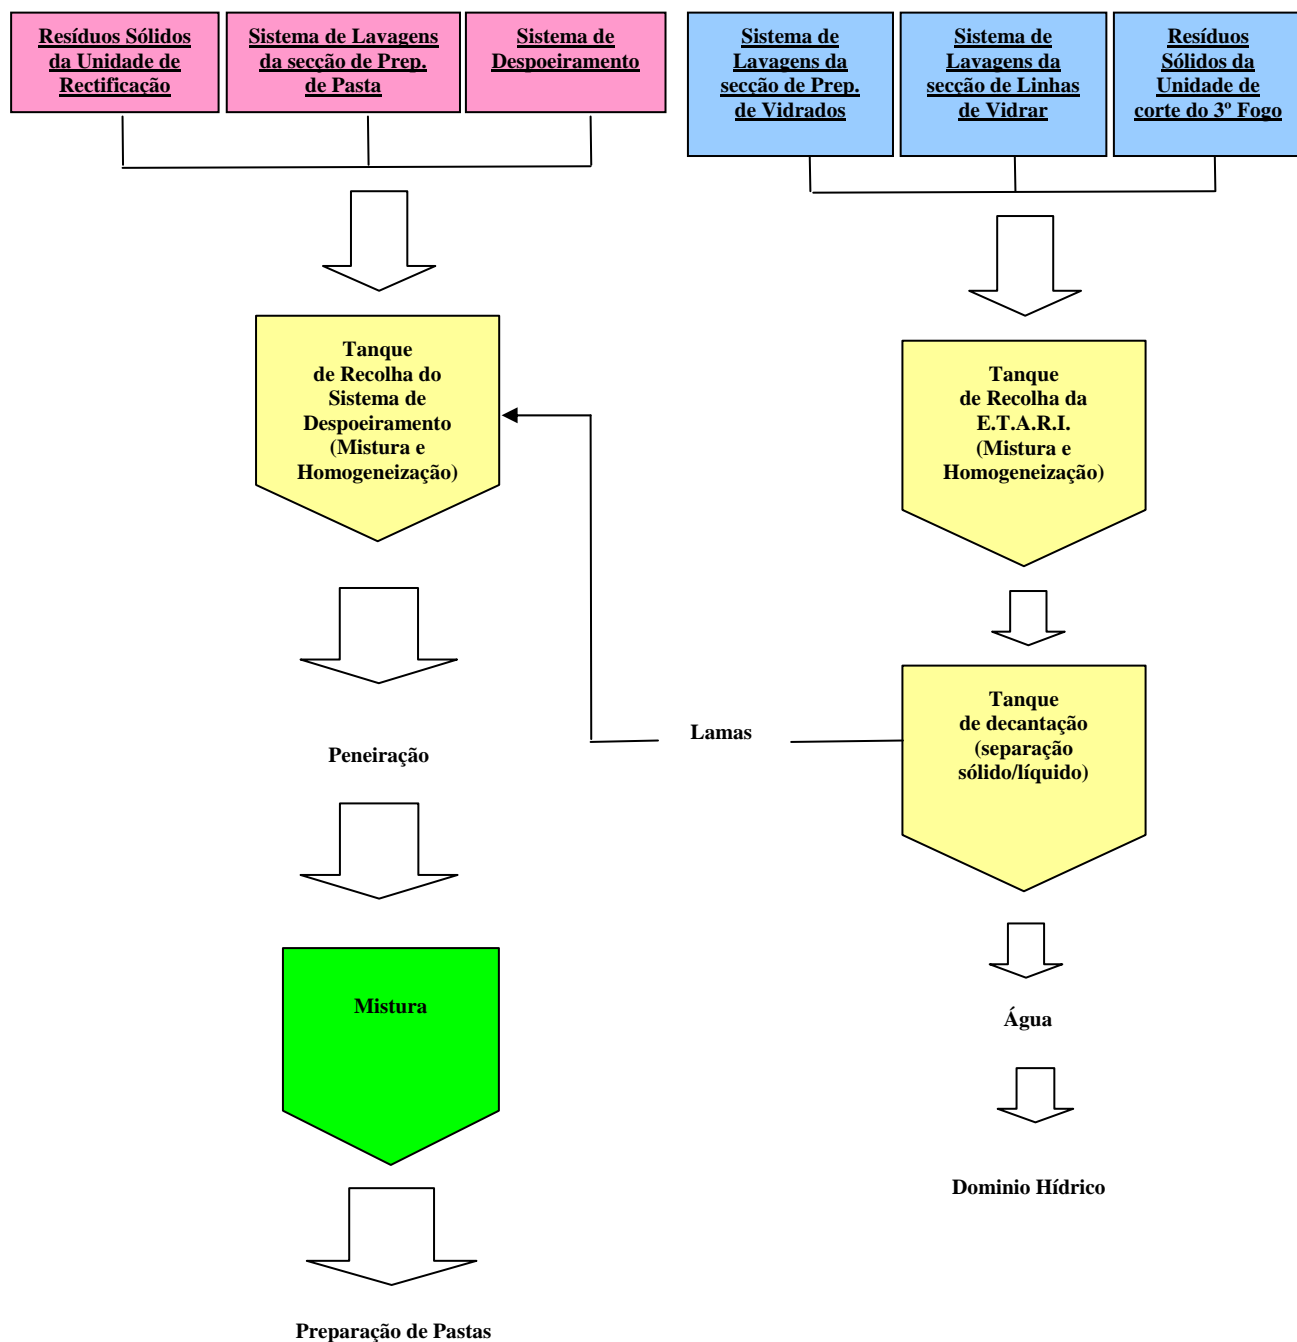 Resíduos Sólidos
da Unidade de
Rectificação
Sistema de Lavagens
da secção de Prep.
de Pasta
Sistema de
Despoeiramento
Sistema de
Lavagens da
secção de Prep.
de Vidrados
Sistema de
Lavagens da
secção de Linhas
de Vidrar
Resíduos
Sólidos da
Unidade de
corte do 3º Fogo
Tanque
de Recolha do
Sistema de
Despoeiramento
(Mistura e
Homogeneização)
Tanque
de Recolha da
E.T.A.R.I.
(Mistura e
Homogeneização)
Tanque
de decantação
(separação
sólido/líquido)
Lamas
Peneiração
Mistura
Água
Dominio Hídrico
Preparação de Pastas